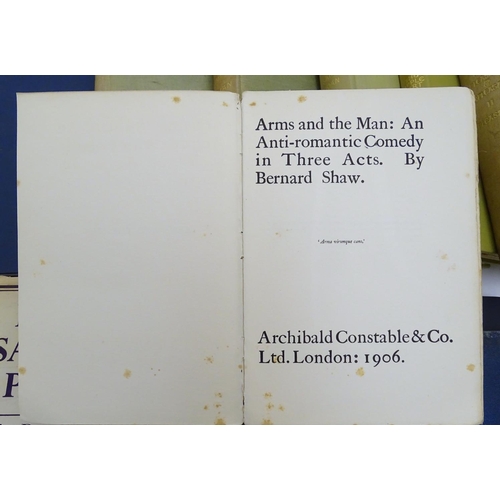 Arms and the Man: An
Anti-romantic Comedy
in Three Acts. By
Bernard Shaw.
'Arma virumque cano.'
Archibald Constable & Co.
Ltd. London: 1906.
SA
P